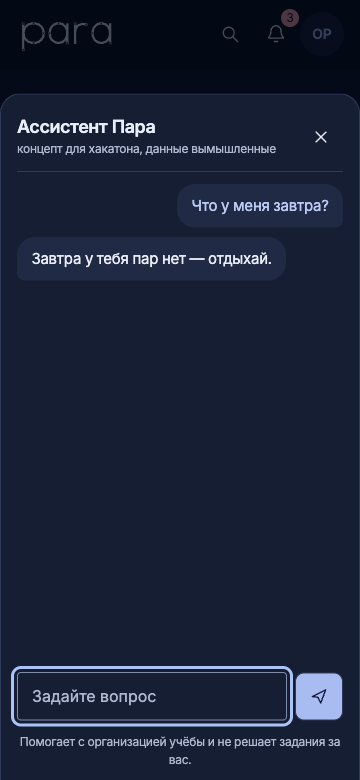 para
3
OP
Ассистент Пара
концепт для хакатона, данные вымышленные
Что у меня завтра?
Завтра у тебя пар нет — отдыхай.
Задайте вопрос
Помогает с организацией учёбы и не решает задания за
вас.